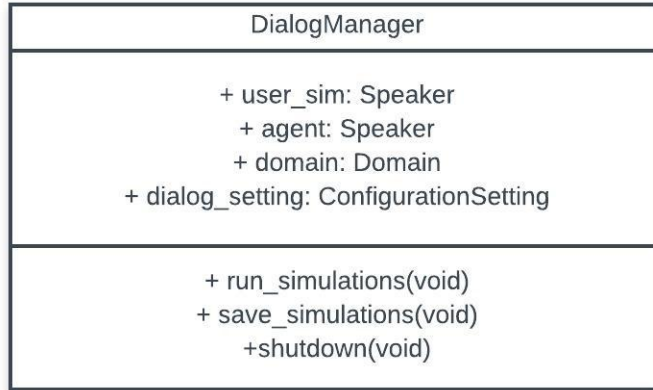 DialogManager
+ user_sim: Speaker
+ agent: Speaker
+ domain: Domain
+ dialog_setting: ConfigurationSetting
+ run_simulations(void)
+ save_simulations(void)
+shutdown(void)